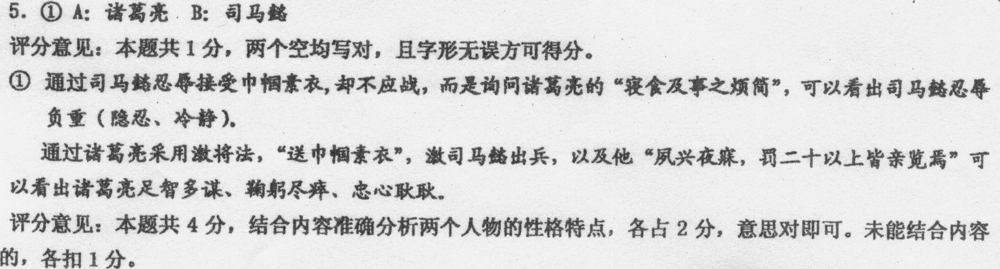 5. ① A：诸葛亮 B：司马懿
评分意见：本题共 1 分，两个空均写对，且字形无误方可得分。
① 通过司马懿忍辱接受巾帼素衣,却不应战，而是询问诸葛亮的“寝食及事之烦简”，可以看出司马懿忍辱
负重（隐忍、冷静）。
通过诸葛亮采用激将法，“送巾帼素衣”，激司马懿出兵，以及他“夙兴夜寐，罚二十以上皆亲览焉”可
以看出诸葛亮足智多谋、鞠躬尽瘁、忠心耿耿。
评分意见：本题共 4 分，结合内容准确分析两个人物的性格特点，各占 2 分，意思对即可。未能结合内容
的，各扣 1 分。